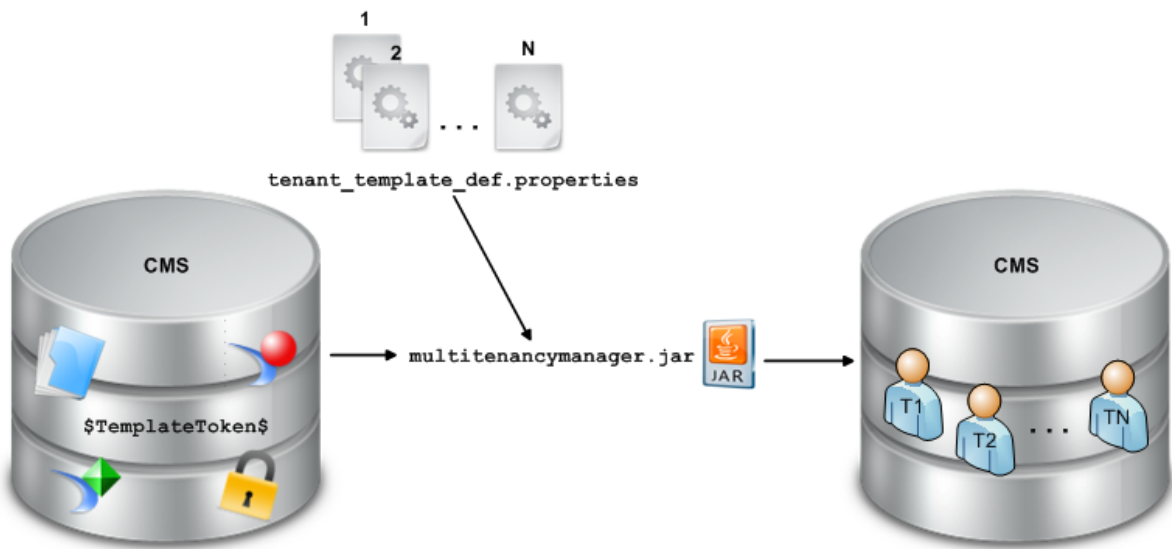 1
2
N
...
tenant_template_def.properties
CMS
CMS
multitenancymanager.jar
JAR
$TemplateToken$
T1
T2
...
TN